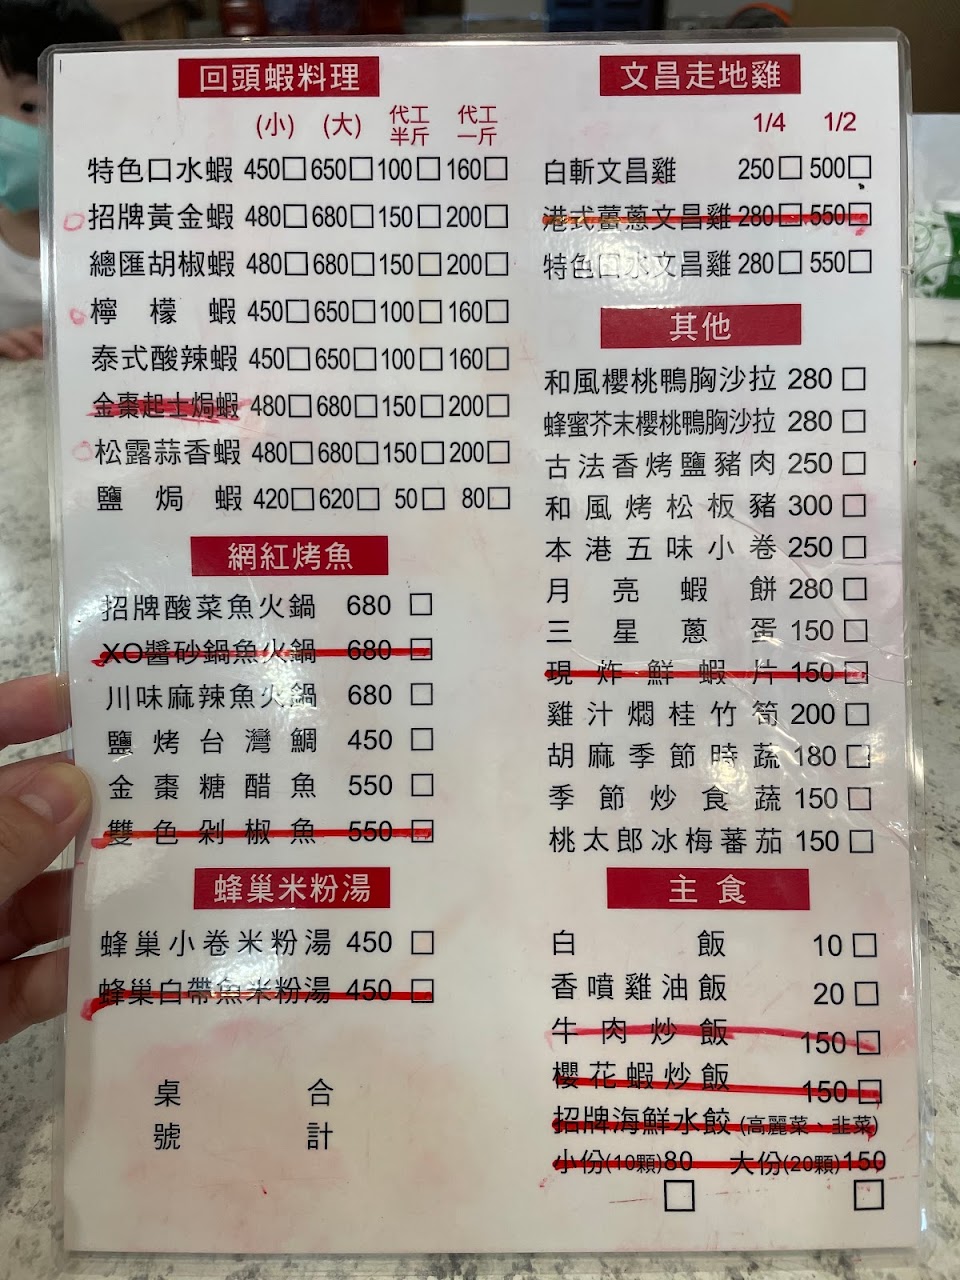 回頭蝦料理
(小) (大) 代工半斤 代工一斤
特色口水蝦 450□ 650□ 100□ 160□
招牌黃金蝦 480□ 680□ 150□ 200□
總匯胡椒蝦 480□ 680□ 150□ 200□
檸檬蝦 450□ 650□ 100□ 160□
泰式酸辣蝦 450□ 650□ 100□ 160□
金棗起士焗蝦 480□ 680□ 150□ 200□
松露蒜香蝦 480□ 680□ 150□ 200□
鹽焗蝦 420□ 620□ 50□ 80□
網紅烤魚
招牌酸菜魚火鍋 680 □
XO醬砂鍋魚火鍋 680 □
川味麻辣魚火鍋 680 □
鹽烤台灣鯛 450 □
金棗糖醋魚 550 □
雙色剁椒魚 550 □
蜂巢米粉湯
蜂巢小卷米粉湯 450 □
蜂巢白帶魚米粉湯 450 □
桌號
合計
文昌走地雞
1/4 1/2
白斬文昌雞 250□ 500□
港式薑蔥文昌雞 280□ 550□
特色口水文昌雞 280□ 550□
其他
和風櫻桃鴨胸沙拉 280 □
蜂蜜芥末櫻桃鴨胸沙拉 280 □
古法香烤鹽豬肉 250 □
和風烤松板豬 300 □
本港五味小卷 250 □
月亮蝦餅 280 □
三星蔥蛋 150 □
現炸鮮蝦片 150 □
雞汁燜桂竹筍 200 □
胡麻季節時蔬 180 □
季節炒食蔬 150 □
桃太郎冰梅蕃茄 150 □
主食
白飯 10 □
香噴雞油飯 20 □
牛肉炒飯 150 □
櫻花蝦炒飯 150 □
招牌海鮮水餃 (高麗菜、韭菜)
小份(10顆)80 大份(20顆)150
□ □